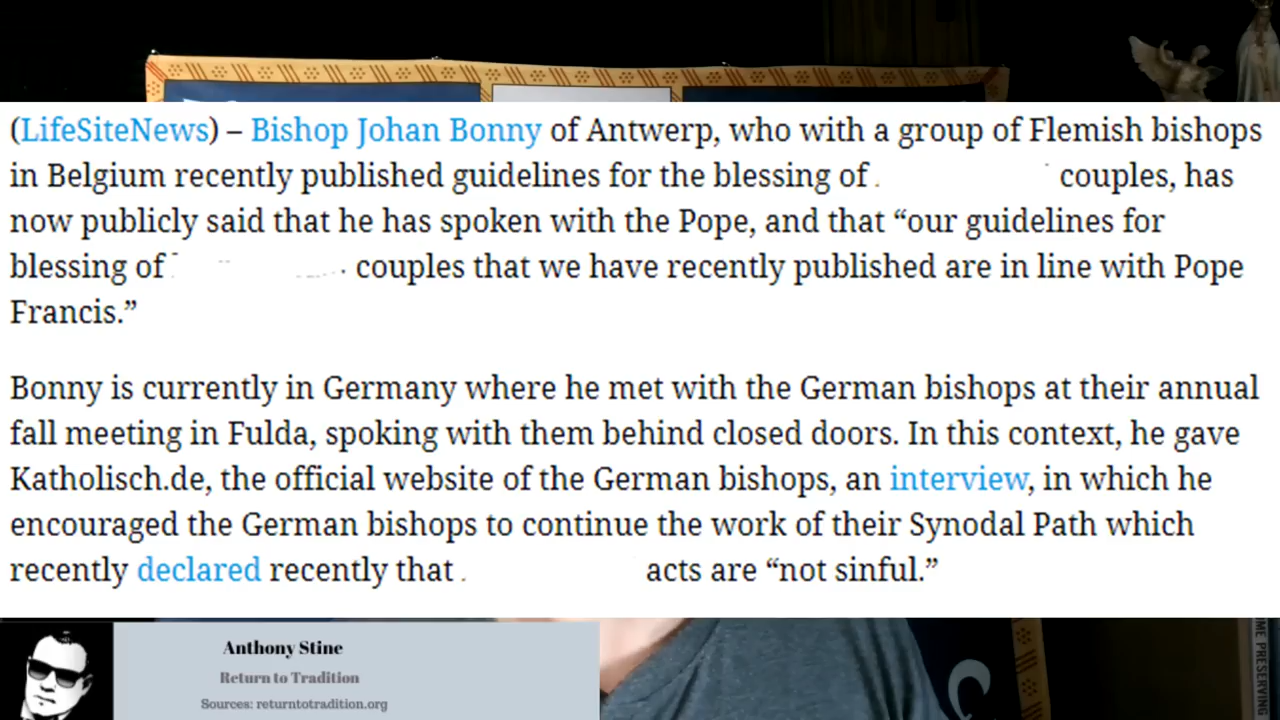 (LifeSiteNews) – Bishop Johan Bonny of Antwerp, who with a group of Flemish bishops
in Belgium recently published guidelines for the blessing of couples, has
now publicly said that he has spoken with the Pope, and that “our guidelines for
blessing of couples that we have recently published are in line with Pope
Francis.”
Bonny is currently in Germany where he met with the German bishops at their annual
fall meeting in Fulda, spoking with them behind closed doors. In this context, he gave
Katholisch.de, the official website of the German bishops, an interview, in which he
encouraged the German bishops to continue the work of their Synodal Path which
recently declared recently that acts are “not sinful.”
Anthony Stine
Return to Tradition
Sources: returntotradition.org
PRESERVING